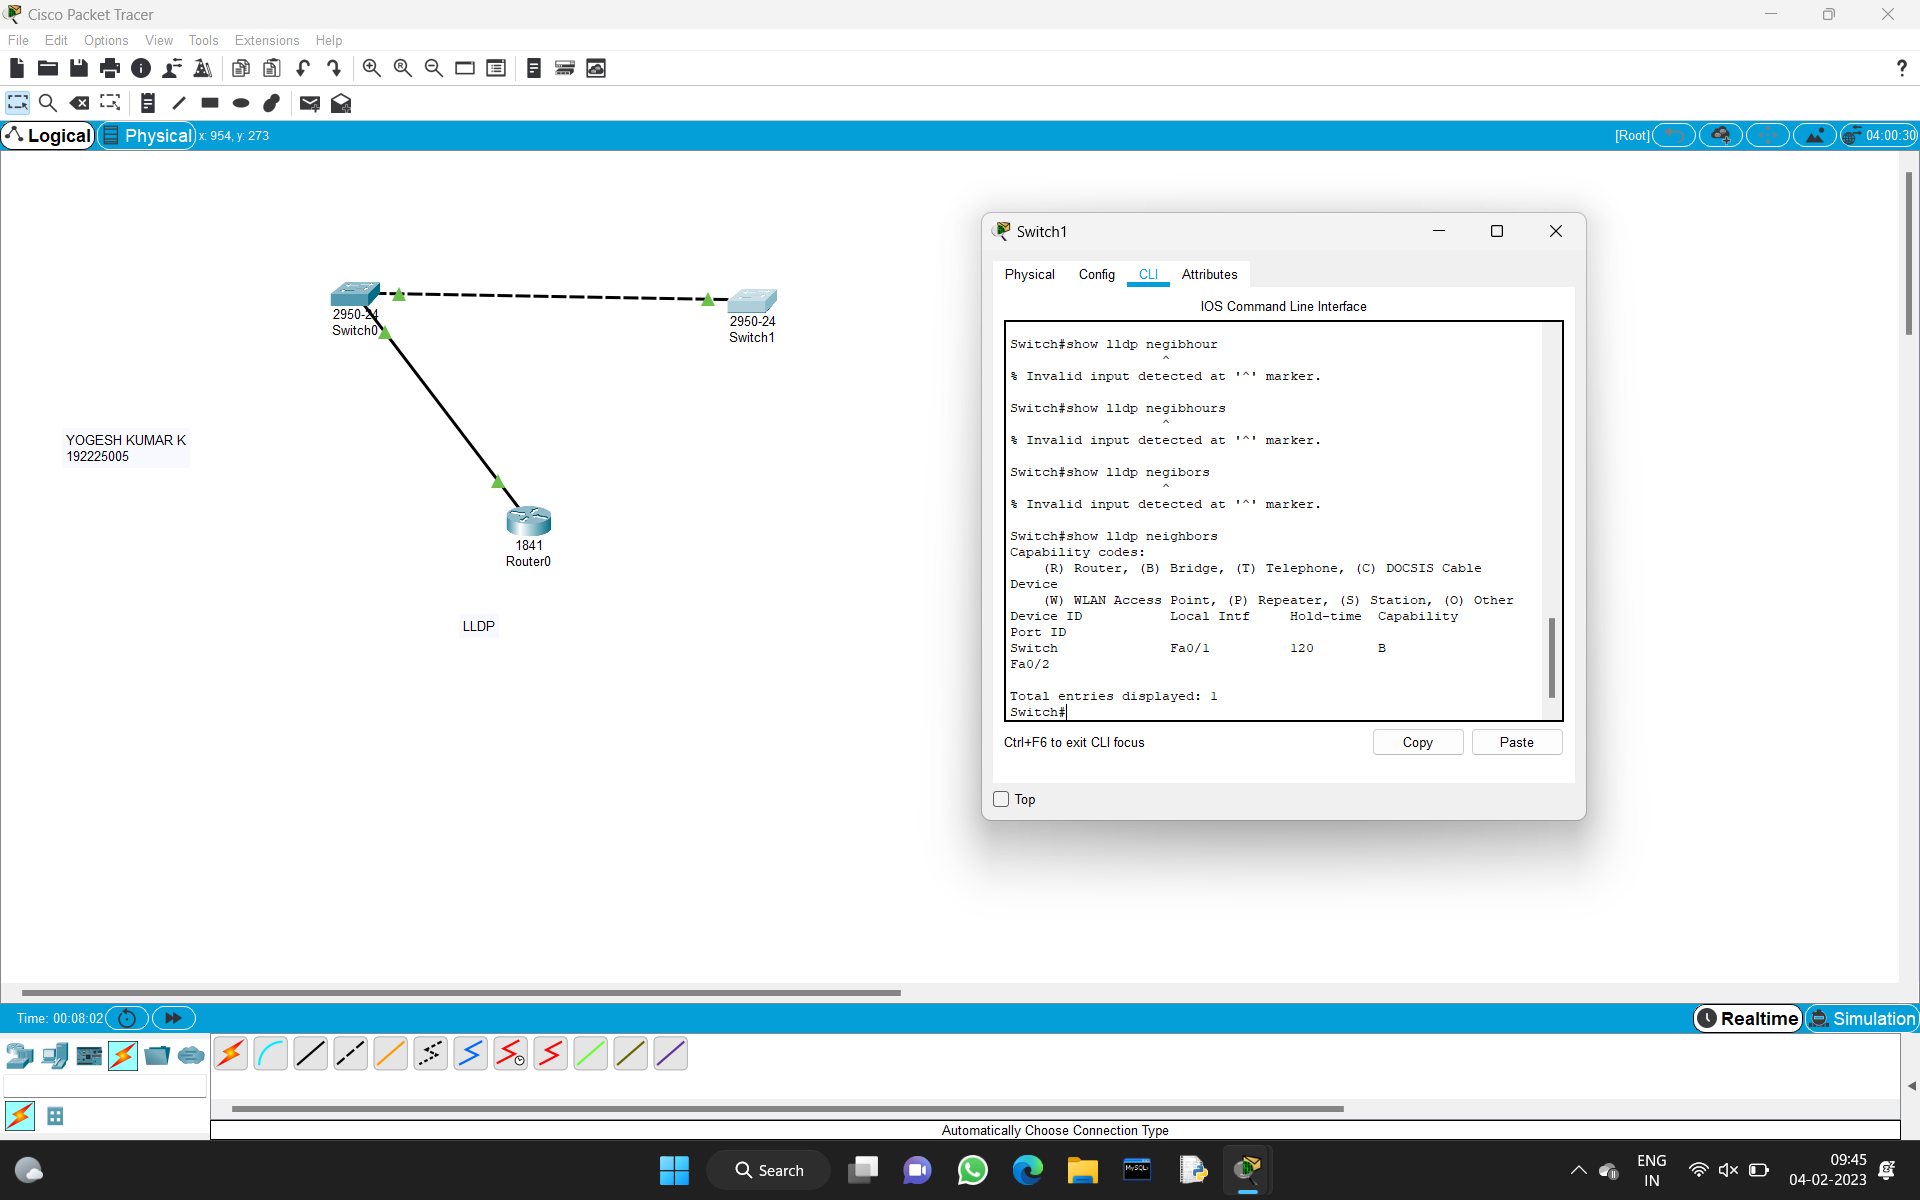 Cisco Packet Tracer
File Edit Options View Tools Extensions Help
?
Logical Physical x: 954, y: 273 [Root] 04:00:30
2950-24
Switch0
2950-24
Switch1
YOGESH KUMAR K
192225005
1841
Router0
LLDP
Switch1
Physical Config CLI Attributes
IOS Command Line Interface
Switch#show lldp negibhour
^
% Invalid input detected at '^' marker.
Switch#show lldp negibhours
^
% Invalid input detected at '^' marker.
Switch#show lldp negibors
^
% Invalid input detected at '^' marker.
Switch#show lldp neighbors
Capability codes:
(R) Router, (B) Bridge, (T) Telephone, (C) DOCSIS Cable
Device
(W) WLAN Access Point, (P) Repeater, (S) Station, (O) Other
Device ID Local Intf Hold-time Capability
Port ID
Switch Fa0/1 120 B
Fa0/2
Total entries displayed: 1
Switch#
Ctrl+F6 to exit CLI focus Copy Paste
Top
Time: 00:08:02 Realtime Simulation
Automatically Choose Connection Type
Search
MySQL
ENG
IN
09:45
04-02-2023